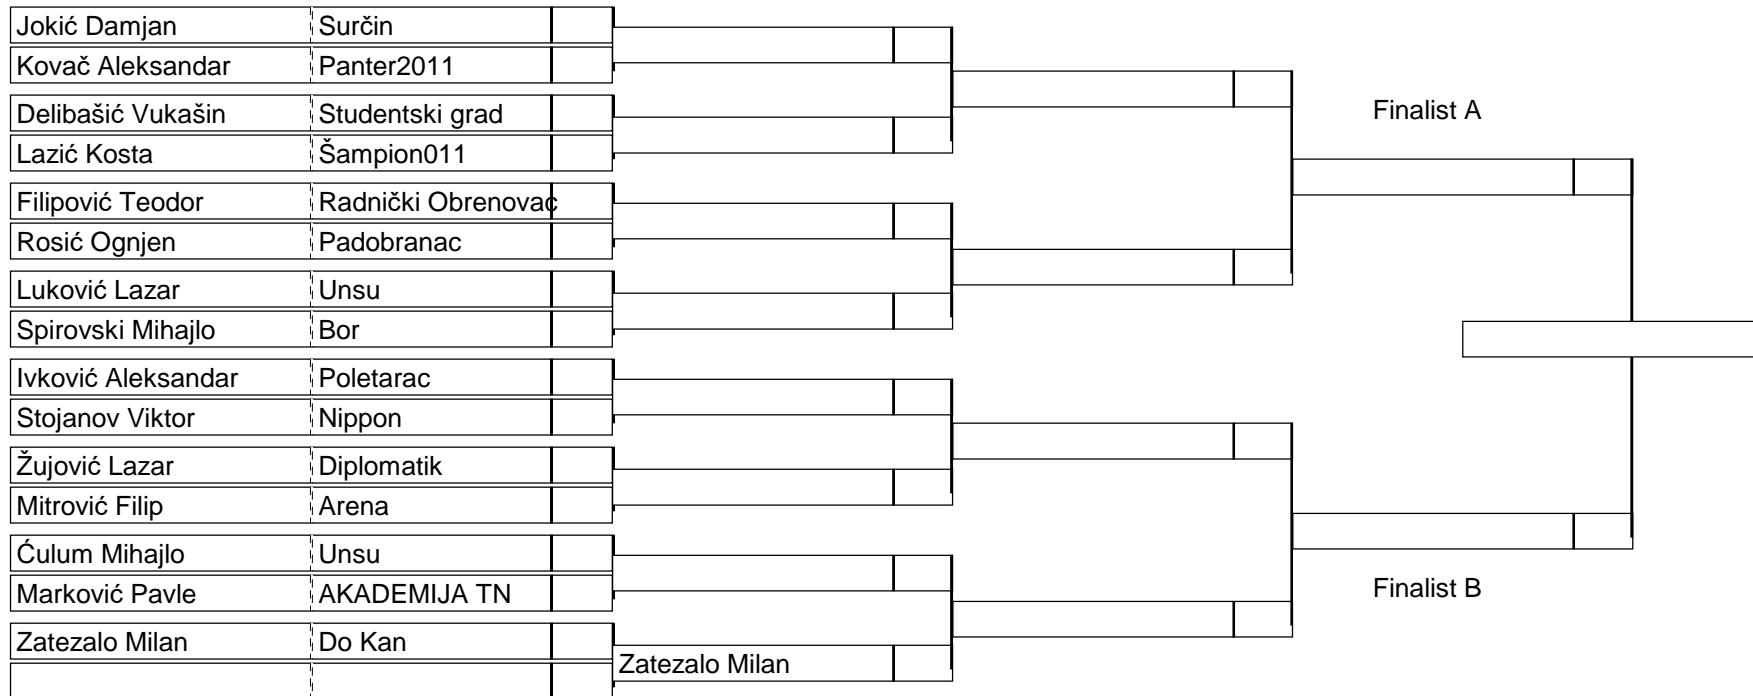 Jokić Damjan Surčin
Kovač Aleksandar Panter2011
Delibašić Vukašin Studentski grad
Finalist A
Lazić Kosta Šampion011
Filipović Teodor Radnički Obrenovac
Rosić Ognjen Padobranac
Luković Lazar Unsu
Spirovski Mihajlo Bor
Ivković Aleksandar Poletarac
Stojanov Viktor Nippon
Žujović Lazar Diplomatik
Mitrović Filip Arena
Ćulum Mihajlo Unsu
Marković Pavle AKADEMIJA TN
Finalist B
Zatezalo Milan Do Kan
Zatezalo Milan